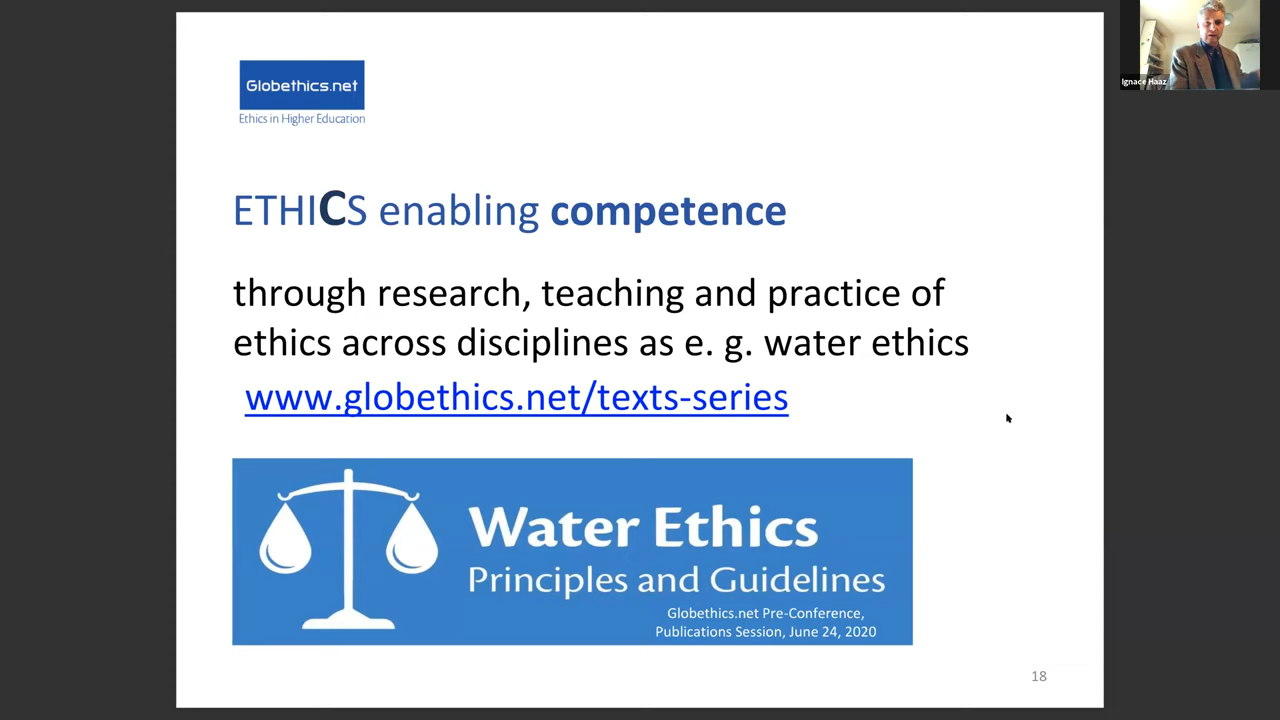 Globethics.net
Ethics in Higher Education
Ignace Haaz
ETHICS enabling competence
through research, teaching and practice of
ethics across disciplines as e. g. water ethics
www.globethics.net/texts-series
Water Ethics
Principles and Guidelines
Globethics.net Pre-Conference,
Publications Session, June 24, 2020
18